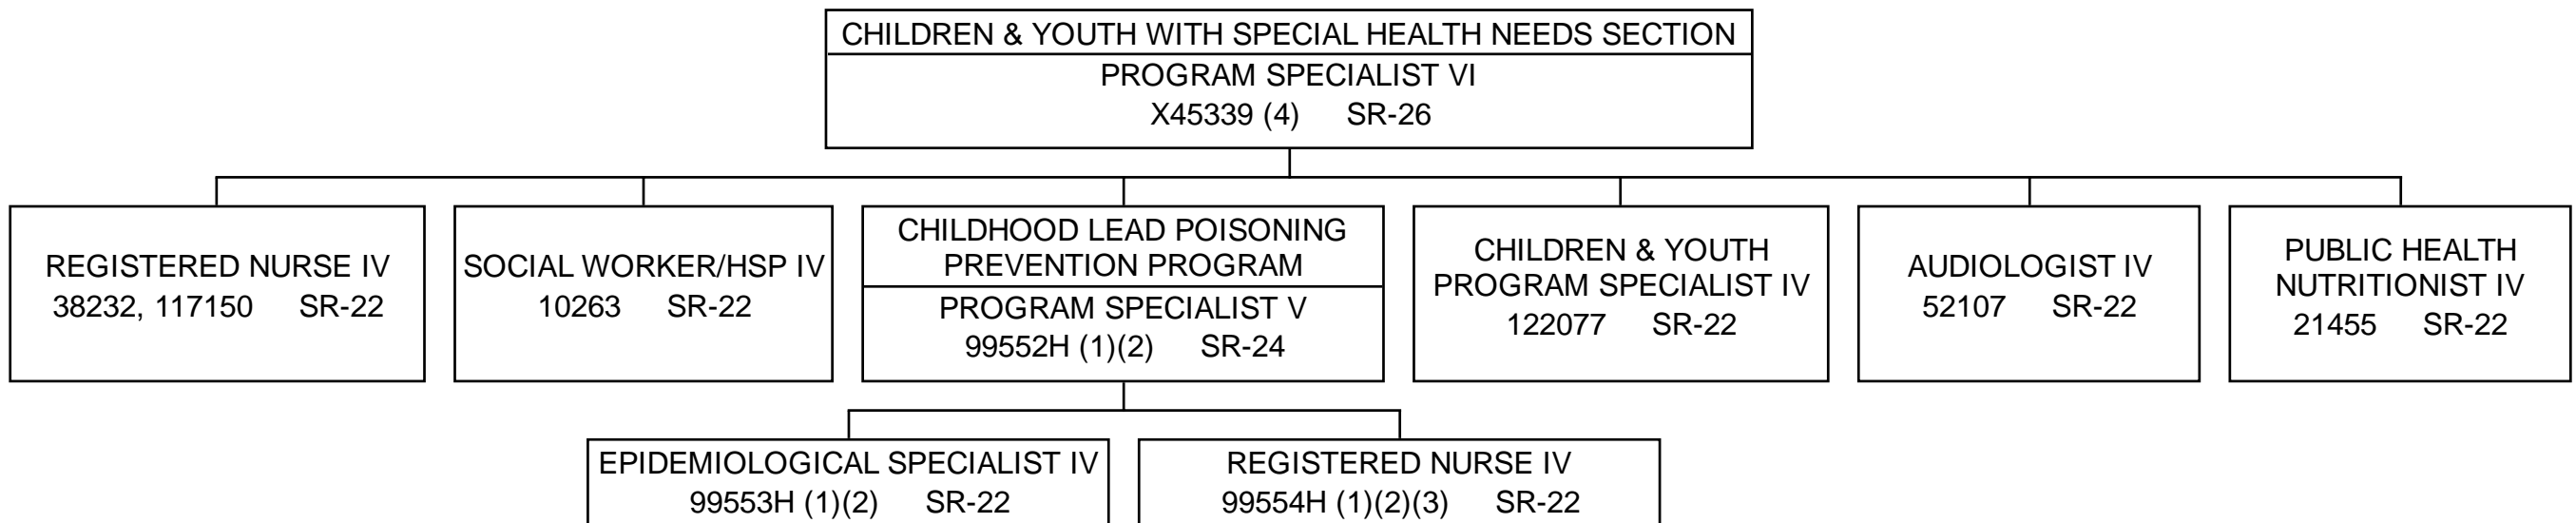 CHILDREN & YOUTH WITH SPECIAL HEALTH NEEDS SECTION
PROGRAM SPECIALIST VI
X45339 (4) SR-26
REGISTERED NURSE IV
38232, 117150 SR-22
SOCIAL WORKER/HSP IV
10263 SR-22
CHILDHOOD LEAD POISONING
PREVENTION PROGRAM
PROGRAM SPECIALIST V
99552H (1)(2) SR-24
CHILDREN & YOUTH
PROGRAM SPECIALIST IV
122077 SR-22
AUDIOLOGIST IV
52107 SR-22
PUBLIC HEALTH
NUTRITIONIST IV
21455 SR-22
EPIDEMIOLOGICAL SPECIALIST IV
99553H (1)(2) SR-22
REGISTERED NURSE IV
99554H (1)(2)(3) SR-22